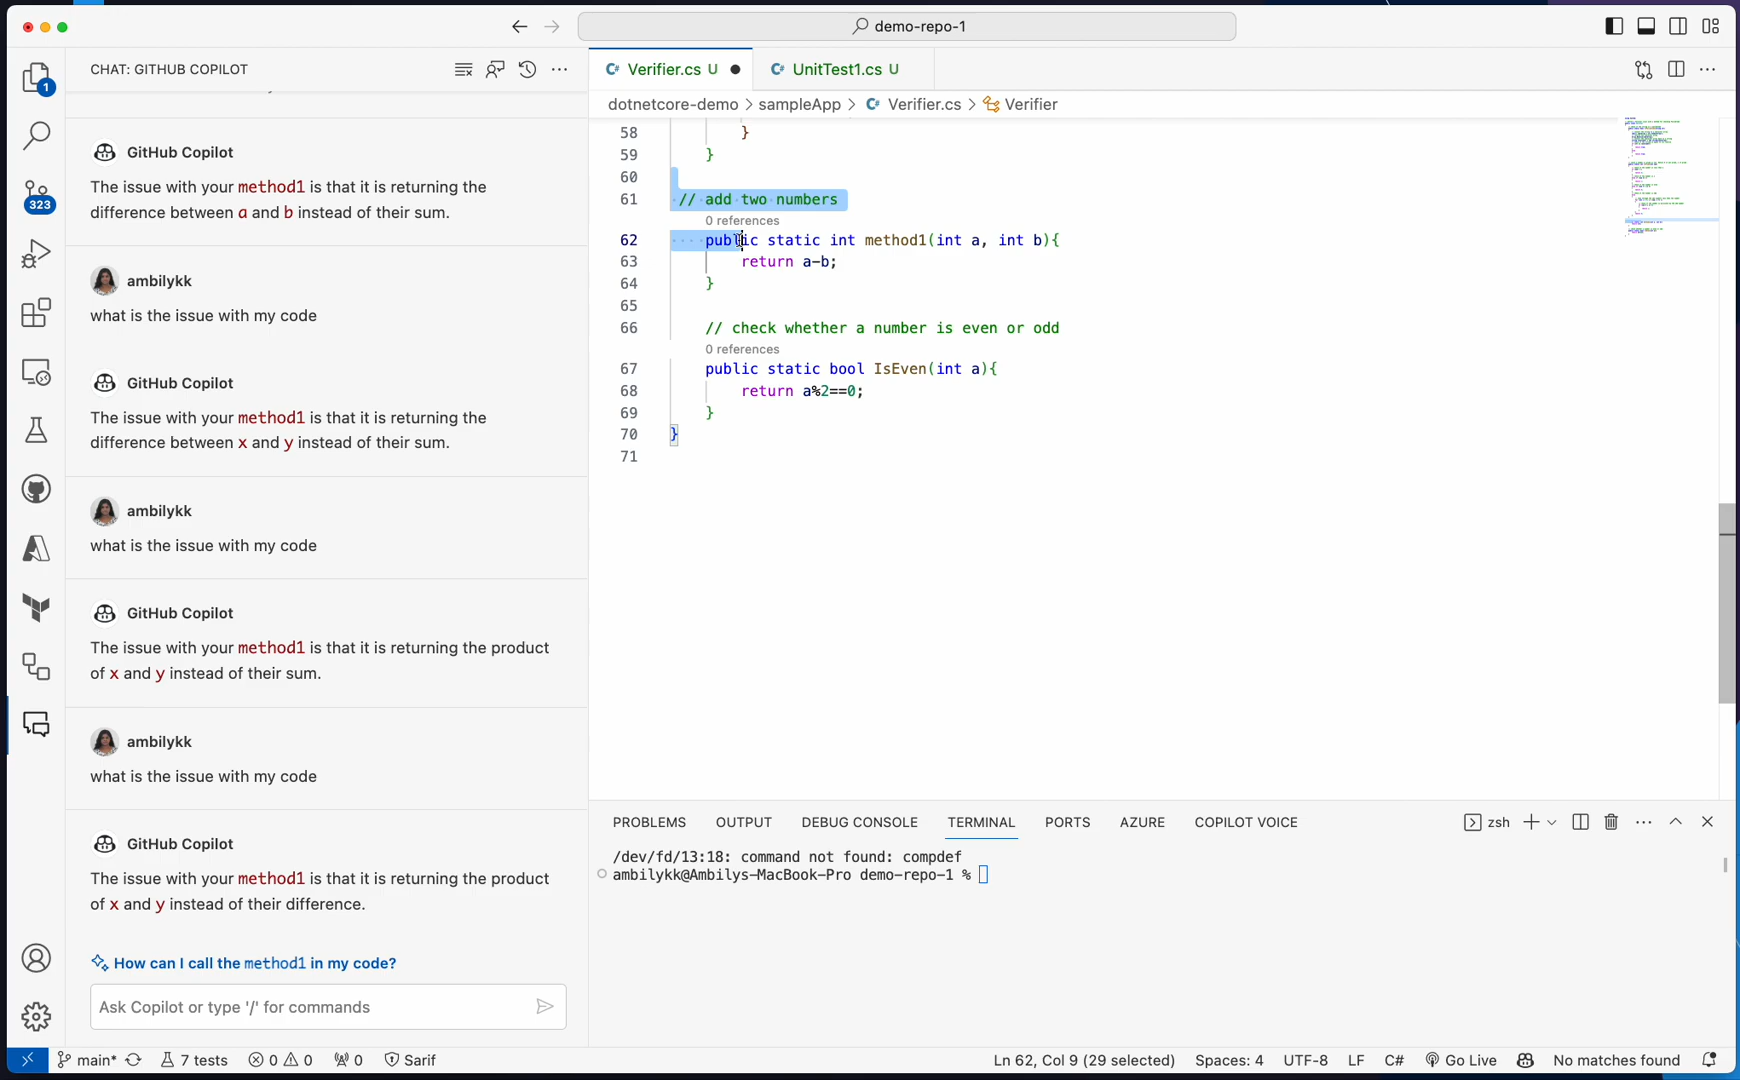 demo-repo-1
CHAT: GITHUB COPILOT
1
323
GitHub Copilot
The issue with your method1 is that it is returning the
difference between a and b instead of their sum.
ambilykk
what is the issue with my code
GitHub Copilot
The issue with your method1 is that it is returning the
difference between x and y instead of their sum.
ambilykk
what is the issue with my code
GitHub Copilot
The issue with your method1 is that it is returning the product
of x and y instead of their sum.
ambilykk
what is the issue with my code
GitHub Copilot
The issue with your method1 is that it is returning the product
of x and y instead of their difference.
How can I call the method1 in my code?
Ask Copilot or type '/' for commands
Verifier.cs U
UnitTest1.cs U
dotnetcore-demo > sampleApp > Verifier.cs > Verifier
58 }
59 }
60
61 // add two numbers
0 references
62 public static int method1(int a, int b){
63 return a-b;
64 }
65
66 // check whether a number is even or odd
0 references
67 public static bool IsEven(int a){
68 return a%2==0;
69 }
70 }
71
PROBLEMS OUTPUT DEBUG CONSOLE TERMINAL PORTS AZURE COPILOT VOICE
zsh
/dev/fd/13:18: command not found: compdef
ambilykk@Ambilys-MacBook-Pro demo-repo-1 %
main* 7 tests 0 0 0 Sarif
Ln 62, Col 9 (29 selected) Spaces: 4 UTF-8 LF C# Go Live No matches found